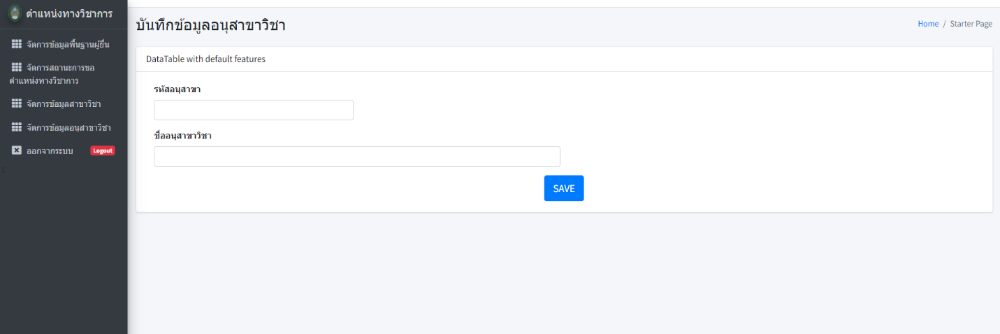 ตำแหน่งทางวิชาการ
จัดการข้อมูลพื้นฐานผู้ยื่น
จัดการสถานะการขอ
ตำแหน่งทางวิชาการ
จัดการข้อมูลสาขาวิชา
จัดการข้อมูลอนุสาขาวิชา
ออกจากระบบ Logout
1
บันทึกข้อมูลอนุสาขาวิชา
Home / Starter Page
DataTable with default features
รหัสอนุสาขา
ชื่ออนุสาขาวิชา
SAVE